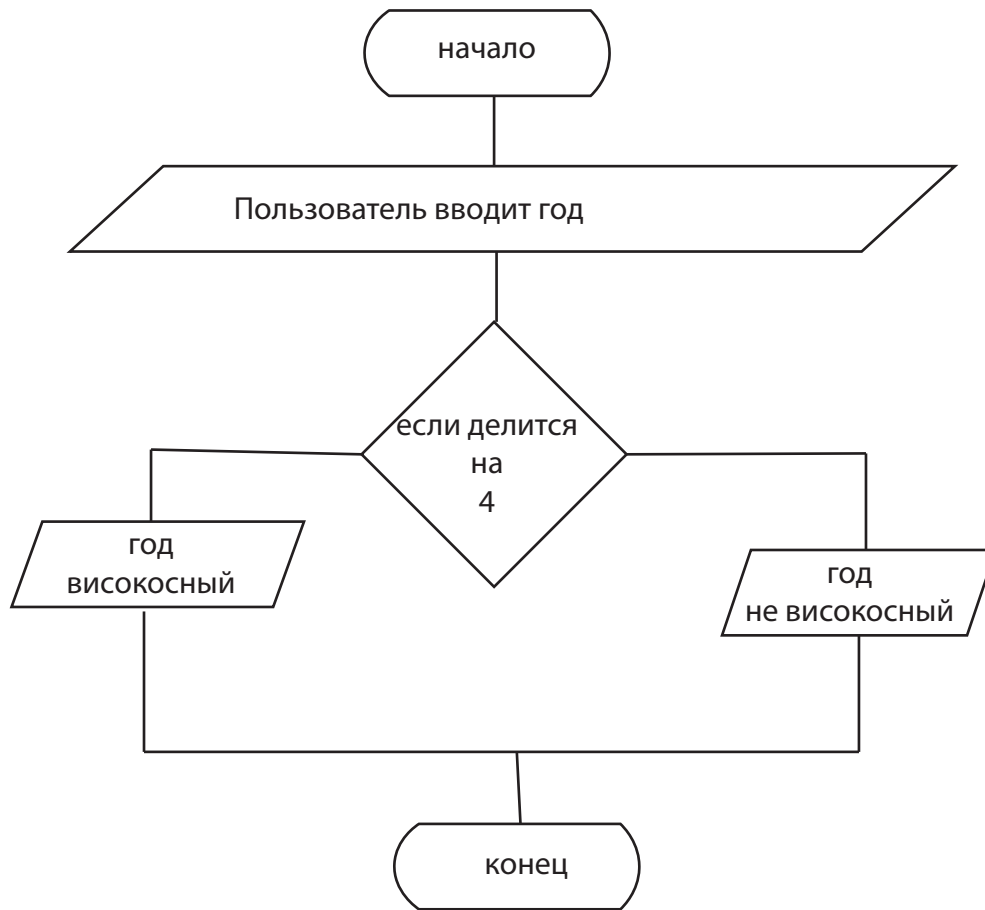 начало
Пользователь вводит год
если делится
на
4
год
високосный
год
не високосный
конец